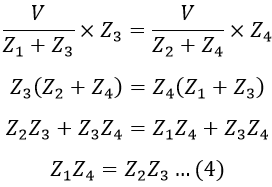 V/(Z₁ + Z₃) × Z₃ = V/(Z₂ + Z₄) × Z₄
Z₃(Z₂ + Z₄) = Z₄(Z₁ + Z₃)
Z₂Z₃ + Z₃Z₄ = Z₁Z₄ + Z₃Z₄
Z₁Z₄ = Z₂Z₃ … (4)